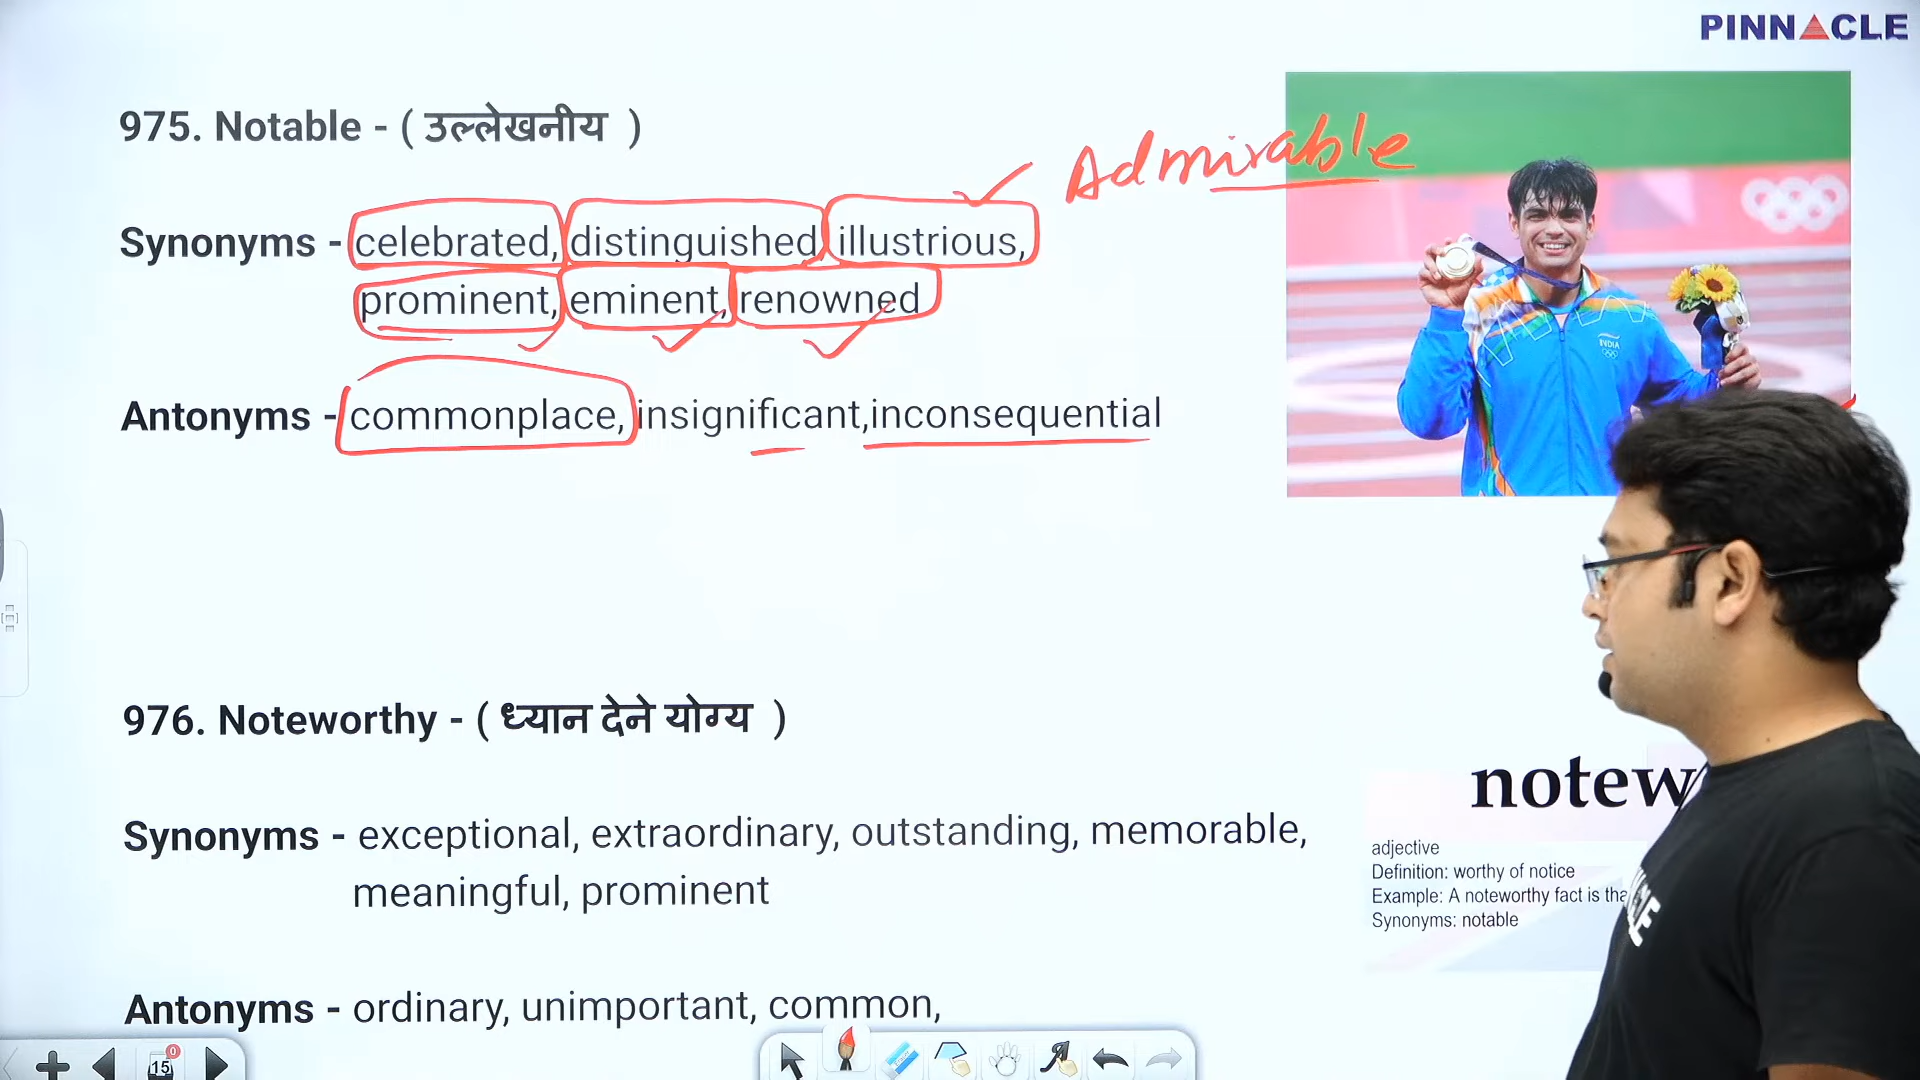 PINNACLE
975. Notable - ( उल्लेखनीय )
Admirable
Synonyms - celebrated, distinguished, illustrious,
prominent, eminent, renowned
Antonyms - commonplace, insignificant,inconsequential
INDIA
976. Noteworthy - ( ध्यान देने योग्य )
notew
Synonyms - exceptional, extraordinary, outstanding, memorable,
meaningful, prominent
adjective
Definition: worthy of notice
Example: A noteworthy fact is tha
Synonyms: notable
Antonyms - ordinary, unimportant, common,
15
0